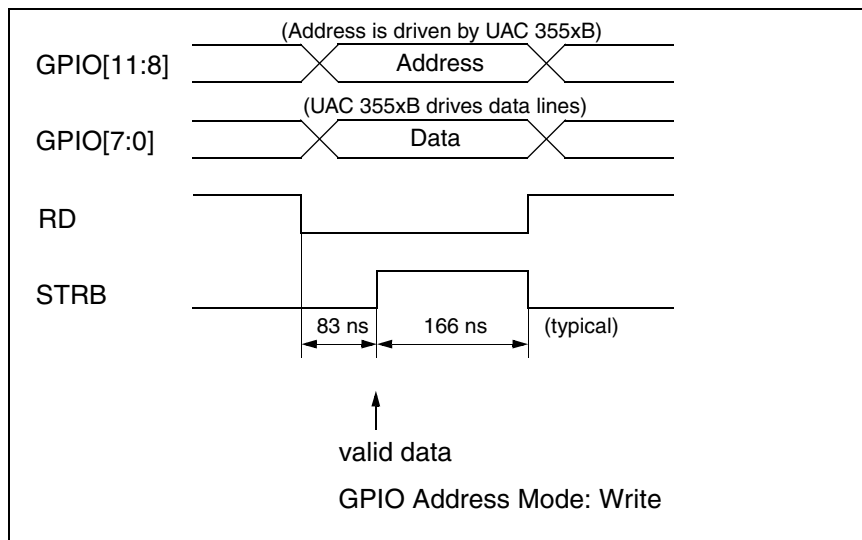 (Address is driven by UAC 355xB)
GPIO[11:8]
Address
(UAC 355xB drives data lines)
GPIO[7:0]
Data
RD
STRB
83 ns
166 ns
(typical)
valid data
GPIO Address Mode: Write